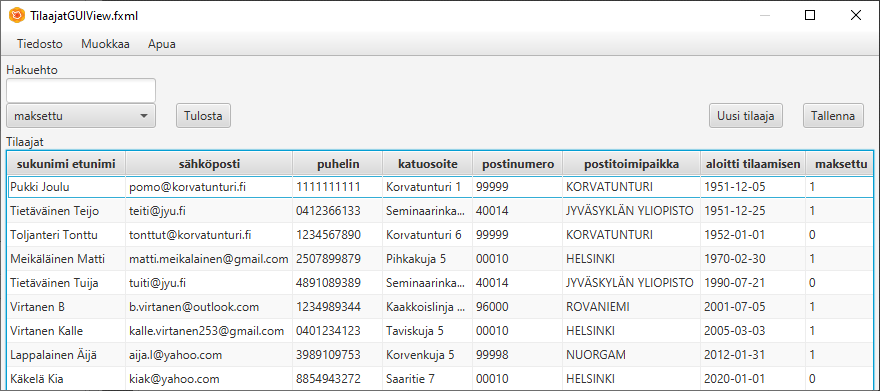 TilaajatGUIView.fxml
Tiedosto Muokkaa Apua
Hakuehto
maksettu Tulosta Uusi tilaaja Tallenna
Tilaajat
sukunimi etunimi sähköposti puhelin katuosoite postinumero postitoimipaikka aloitti tilaamisen maksettu
Pukki Joulu pomo@korvatunturi.fi 1111111111 Korvatunturi 1 99999 KORVATUNTURI 1951-12-05 1
Tietäväinen Teijo teiti@jyu.fi 0412366133 Seminaarinka... 40014 JYVÄSYKLÄN YLIOPISTO 1951-12-25 1
Toljanteri Tonttu tonttut@korvatunturi.fi 1234567890 Korvatunturi 6 99999 KORVATUNTURI 1952-01-01 0
Meikäläinen Matti matti.meikalainen@gmail.com 2507899879 Pihkakuja 5 00010 HELSINKI 1970-02-30 1
Tietäväinen Tuija tuiti@jyu.fi 4891089389 Seminaarinka... 40014 JYVÄSKYLÄN YLIOPISTO 1990-07-21 0
Virtanen B b.virtanen@outlook.com 1234989344 Kaakkoislinja ... 96000 ROVANIEMI 2001-07-05 1
Virtanen Kalle kalle.virtanen253@gmail.com 0401234123 Taviskuja 5 00010 HELSINKI 2005-03-03 1
Lappalainen Äijä aija.l@yahoo.com 3989109753 Korvenkuja 5 99998 NUORGAM 2012-01-31 1
Käkelä Kia kiak@yahoo.com 8854943272 Saaritie 7 00010 HELSINKI 2020-01-01 0